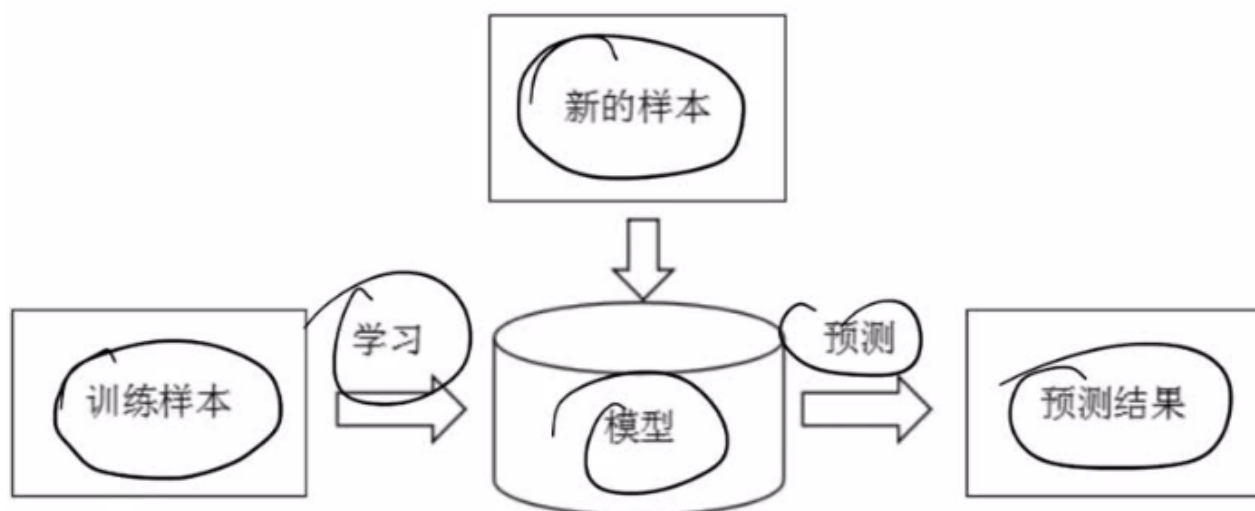 新的样本
学习
预测
训练样本
模型
预测结果